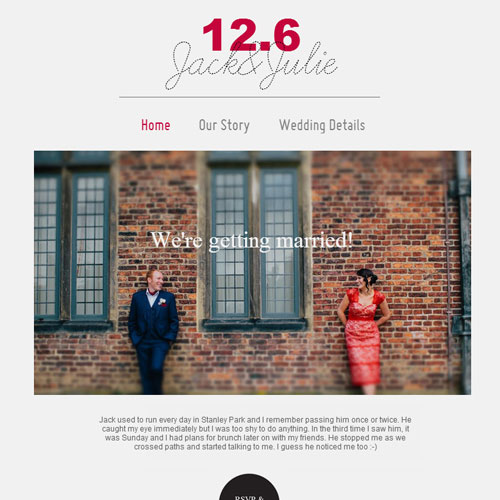 12.6
Jack&Julie
Home Our Story Wedding Details
We're getting married!
Jack used to run every day in Stanley Park and I remember passing him once or twice. He
caught my eye immediately but I was too shy to do anything. In the third time I saw him, it
was Sunday and I had plans for brunch later on with my friends. He stopped me as we
crossed paths and started talking to me. I guess he noticed me too :-)
RSVP &